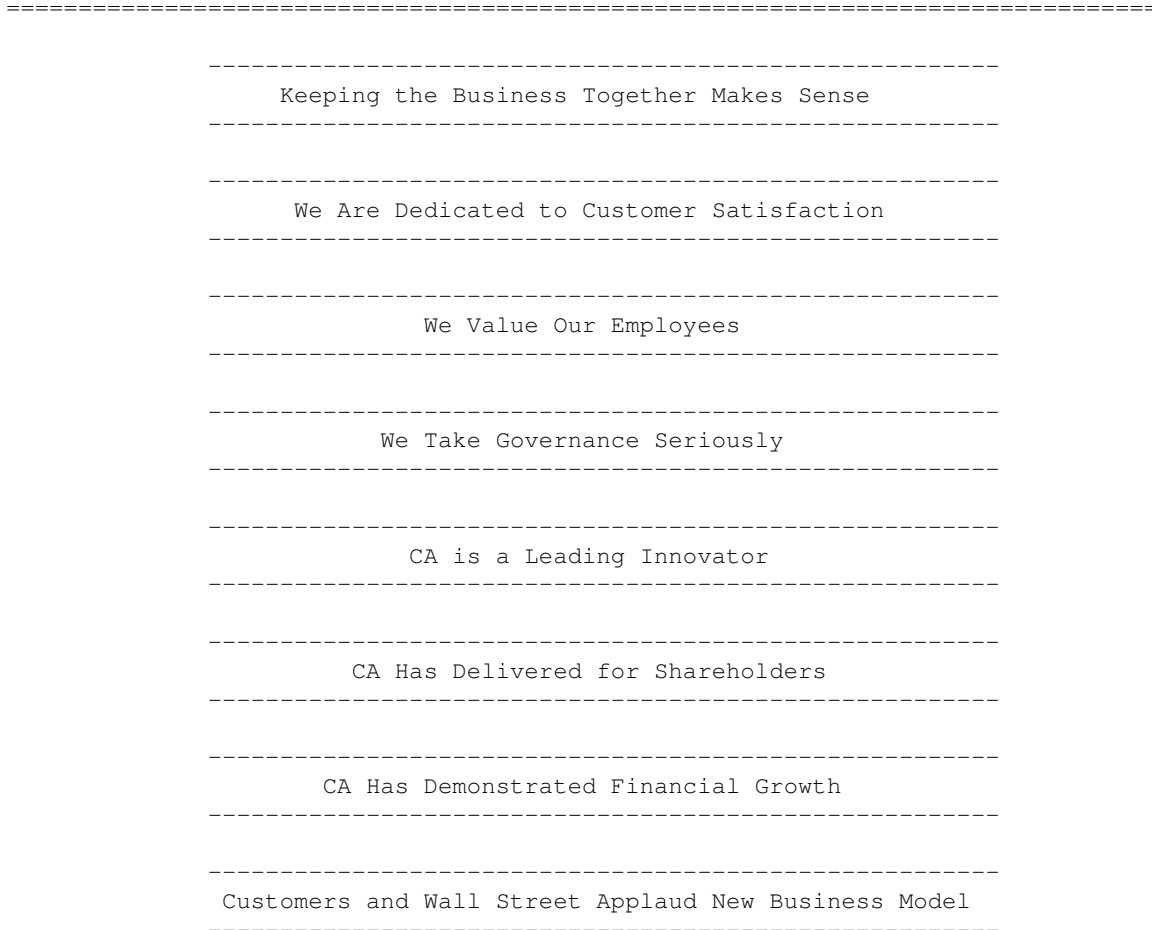 ================================================================================
-------------------------------------------------------
Keeping the Business Together Makes Sense
-------------------------------------------------------
-------------------------------------------------------
We Are Dedicated to Customer Satisfaction
-------------------------------------------------------
-------------------------------------------------------
We Value Our Employees
-------------------------------------------------------
-------------------------------------------------------
We Take Governance Seriously
-------------------------------------------------------
-------------------------------------------------------
CA is a Leading Innovator
-------------------------------------------------------
-------------------------------------------------------
CA Has Delivered for Shareholders
-------------------------------------------------------
-------------------------------------------------------
CA Has Demonstrated Financial Growth
-------------------------------------------------------
-------------------------------------------------------
Customers and Wall Street Applaud New Business Model
-------------------------------------------------------